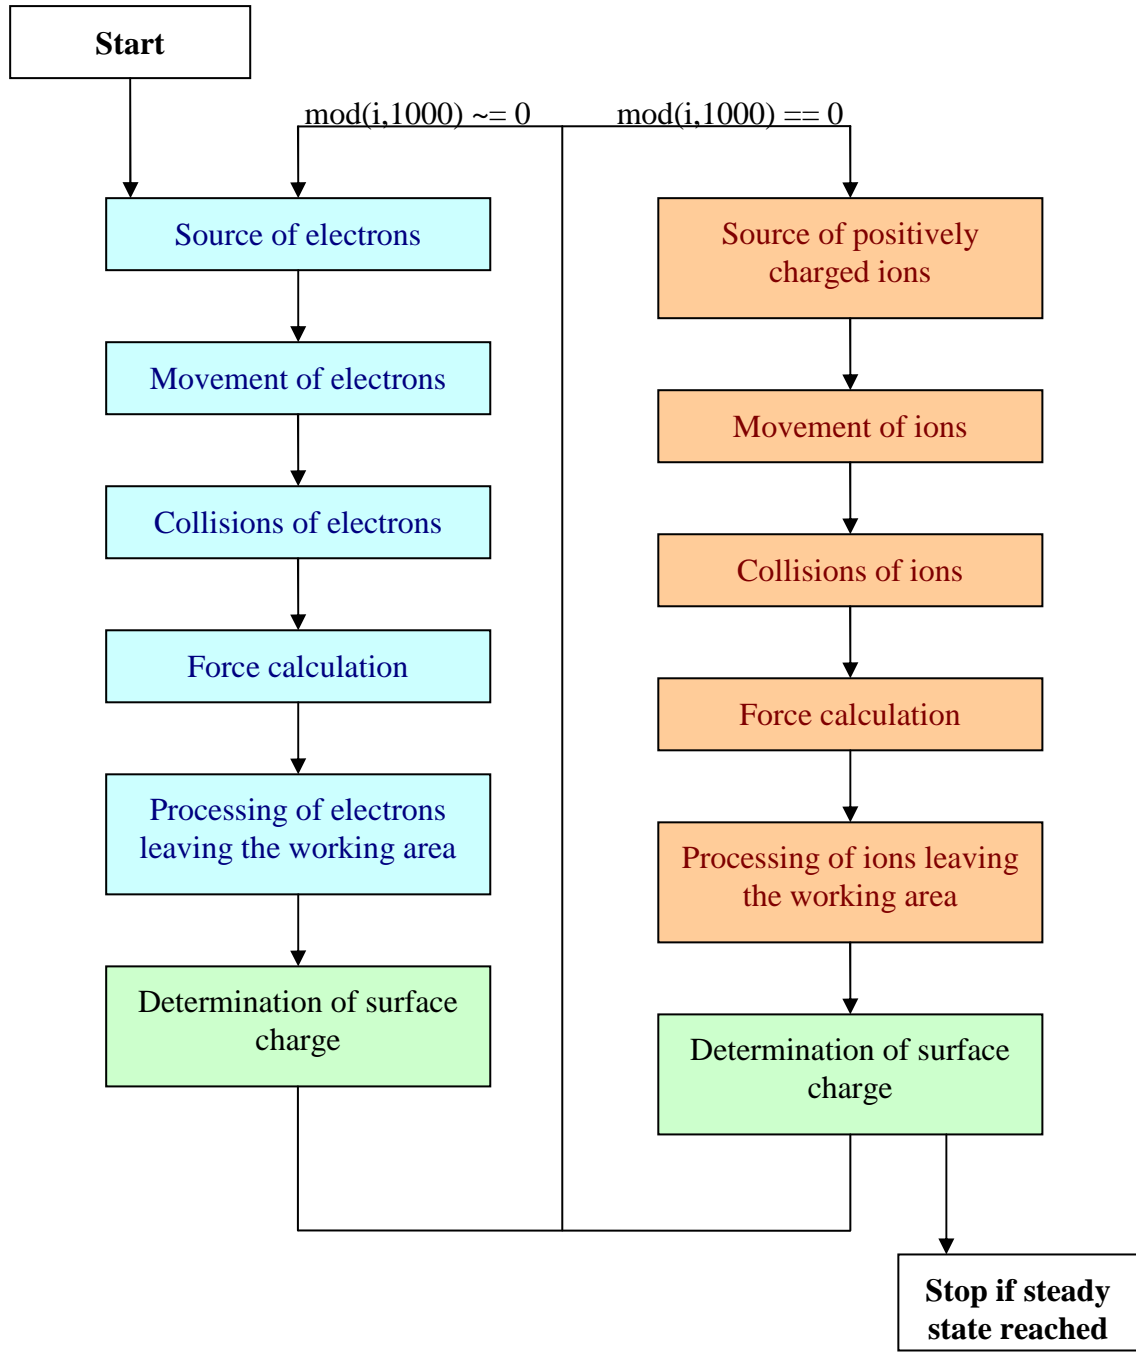 Start
mod(i,1000) ~= 0
mod(i,1000) == 0
Source of electrons
Movement of electrons
Collisions of electrons
Force calculation
Processing of electrons
leaving the working area
Determination of surface
charge
Source of positively
charged ions
Movement of ions
Collisions of ions
Force calculation
Processing of ions leaving
the working area
Determination of surface
charge
Stop if steady
state reached